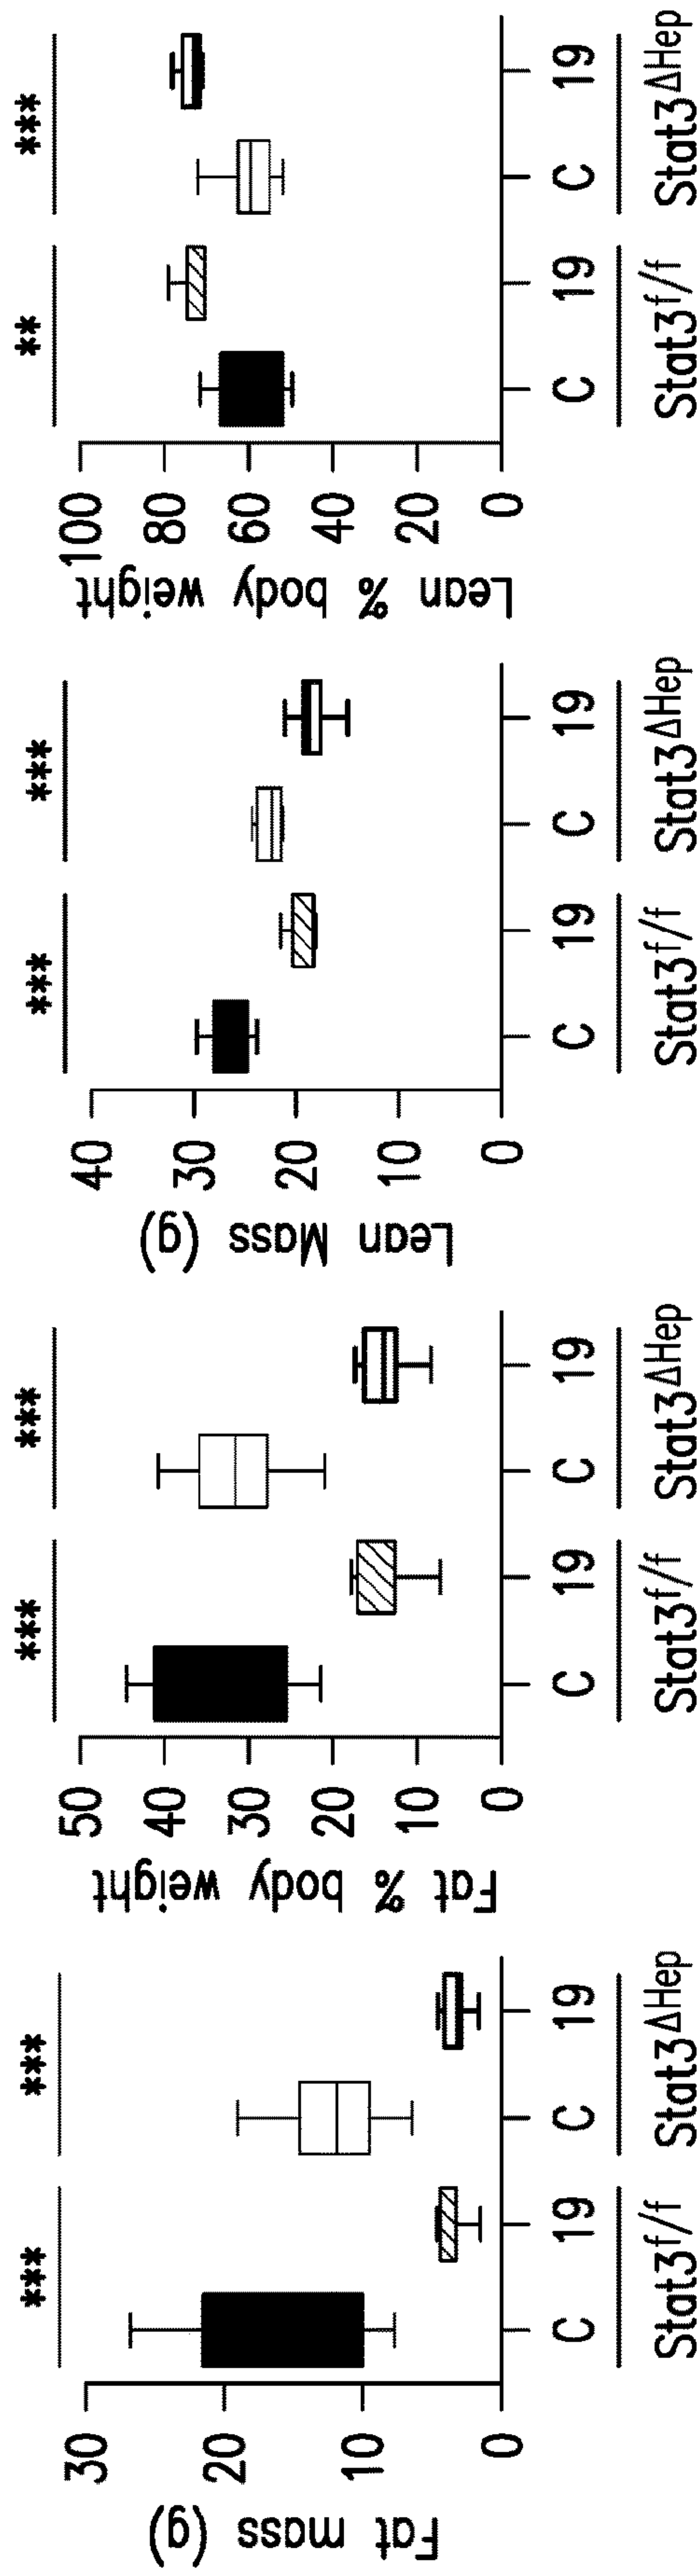 Fat mass (g)
30
20
10
0
*** ***
C 19 C 19
Stat3f/f Stat3ΔHep
Fat % body weight
50
40
30
20
10
0
*** ***
C 19 C 19
Stat3f/f Stat3ΔHep
Lean Mass (g)
40
30
20
10
0
*** ***
C 19 C 19
Stat3f/f Stat3ΔHep
Lean % body weight
100
80
60
40
20
0
** ***
C 19 C 19
Stat3f/f Stat3ΔHep